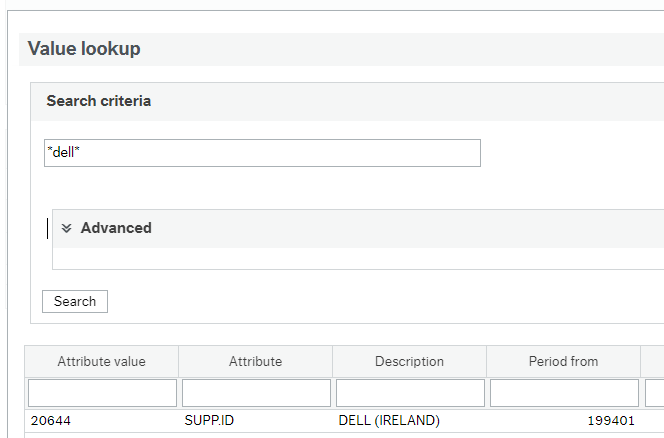 Value lookup
Search criteria
*dell*
Advanced
Search
Attribute value Attribute Description Period from
20644 SUPP.ID DELL (IRELAND) 199401